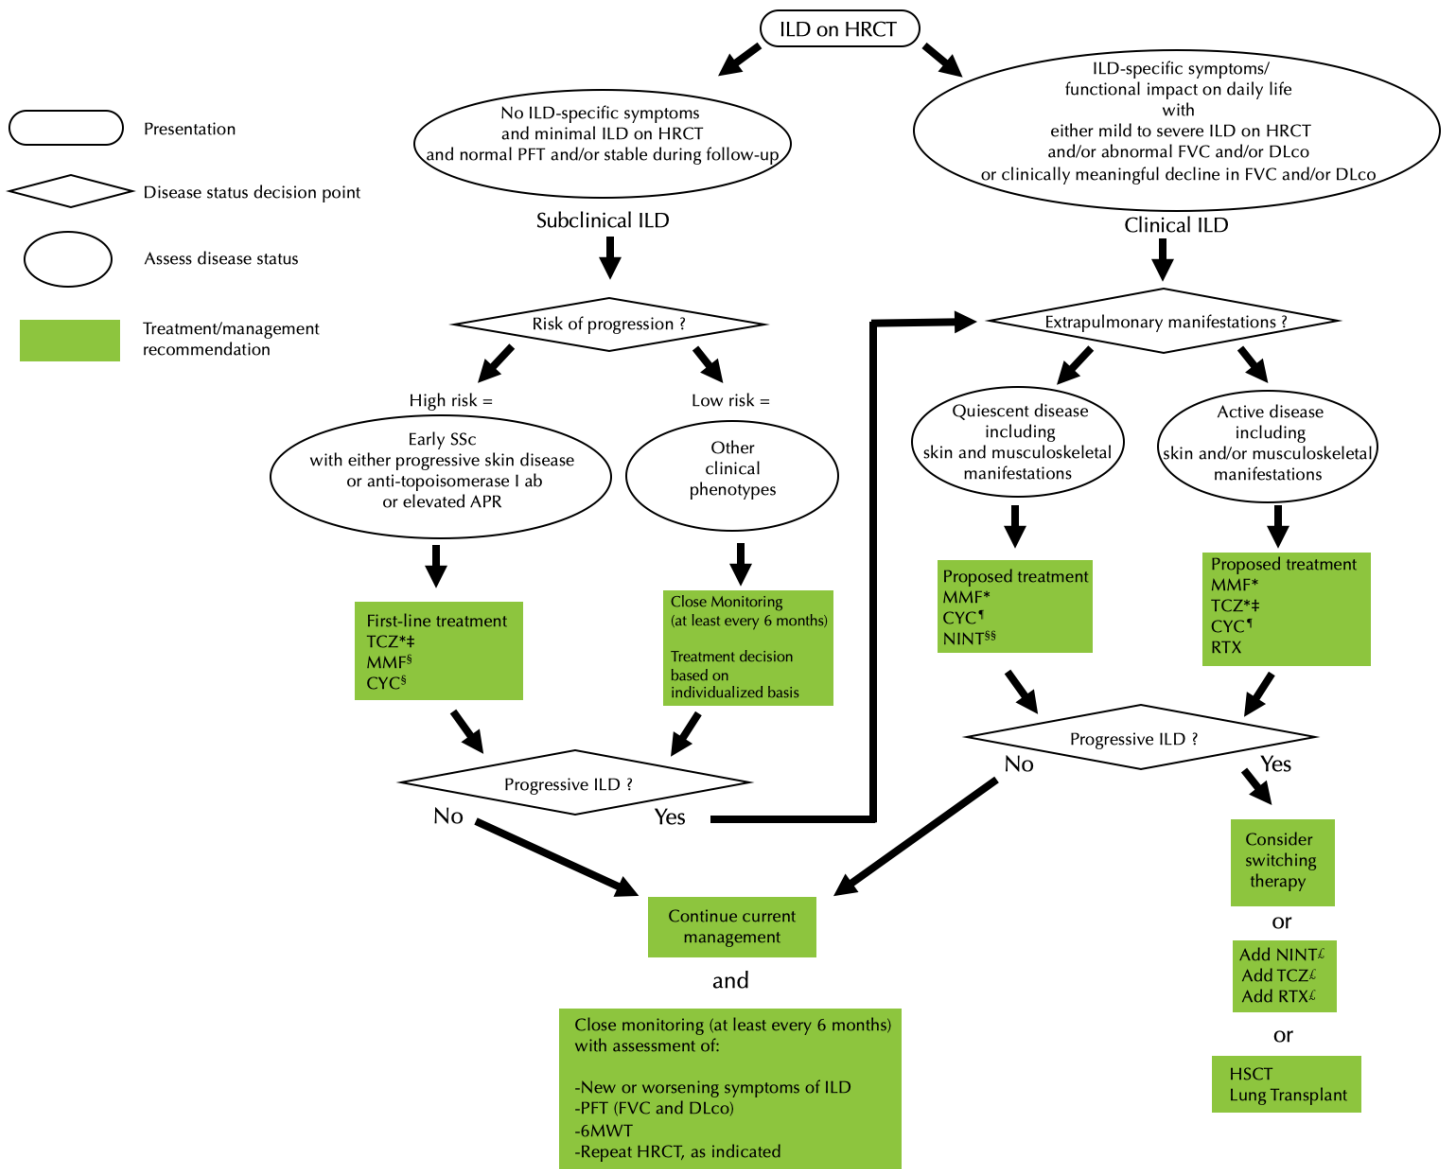 ILD on HRCT
Presentation
Disease status decision point
Assess disease status
Treatment/management
recommendation
No ILD-specific symptoms
and minimal ILD on HRCT
and normal PFT and/or stable during follow-up
Subclinical ILD
ILD-specific symptoms/
functional impact on daily life
with
either mild to severe ILD on HRCT
and/or abnormal FVC and/or DLco
or clinically meaningful decline in FVC and/or DLco
Clinical ILD
Risk of progression ?
High risk =
Early SSc
with either progressive skin disease
or anti-topoisomerase I ab
or elevated APR
Low risk =
Other
clinical
phenotypes
First-line treatment
TCZ*‡
MMF§
CYC§
Close Monitoring
(at least every 6 months)
Treatment decision
based on
individualized basis
Progressive ILD ?
No
Yes
Extrapulmonary manifestations ?
Quiescent disease
including
skin and musculoskeletal
manifestations
Active disease
including
skin and/or musculoskeletal
manifestations
Proposed treatment
MMF*
CYC¶
NINT§§
Proposed treatment
MMF*
TCZ*‡
CYC¶
RTX
Progressive ILD ?
No
Yes
Continue current
management
and
Close monitoring (at least every 6 months)
with assessment of:
-New or worsening symptoms of ILD
-PFT (FVC and DLco)
-6MWT
-Repeat HRCT, as indicated
Consider
switching
therapy
or
Add NINT£
Add TCZ£
Add RTX£
or
HSCT
Lung Transplant